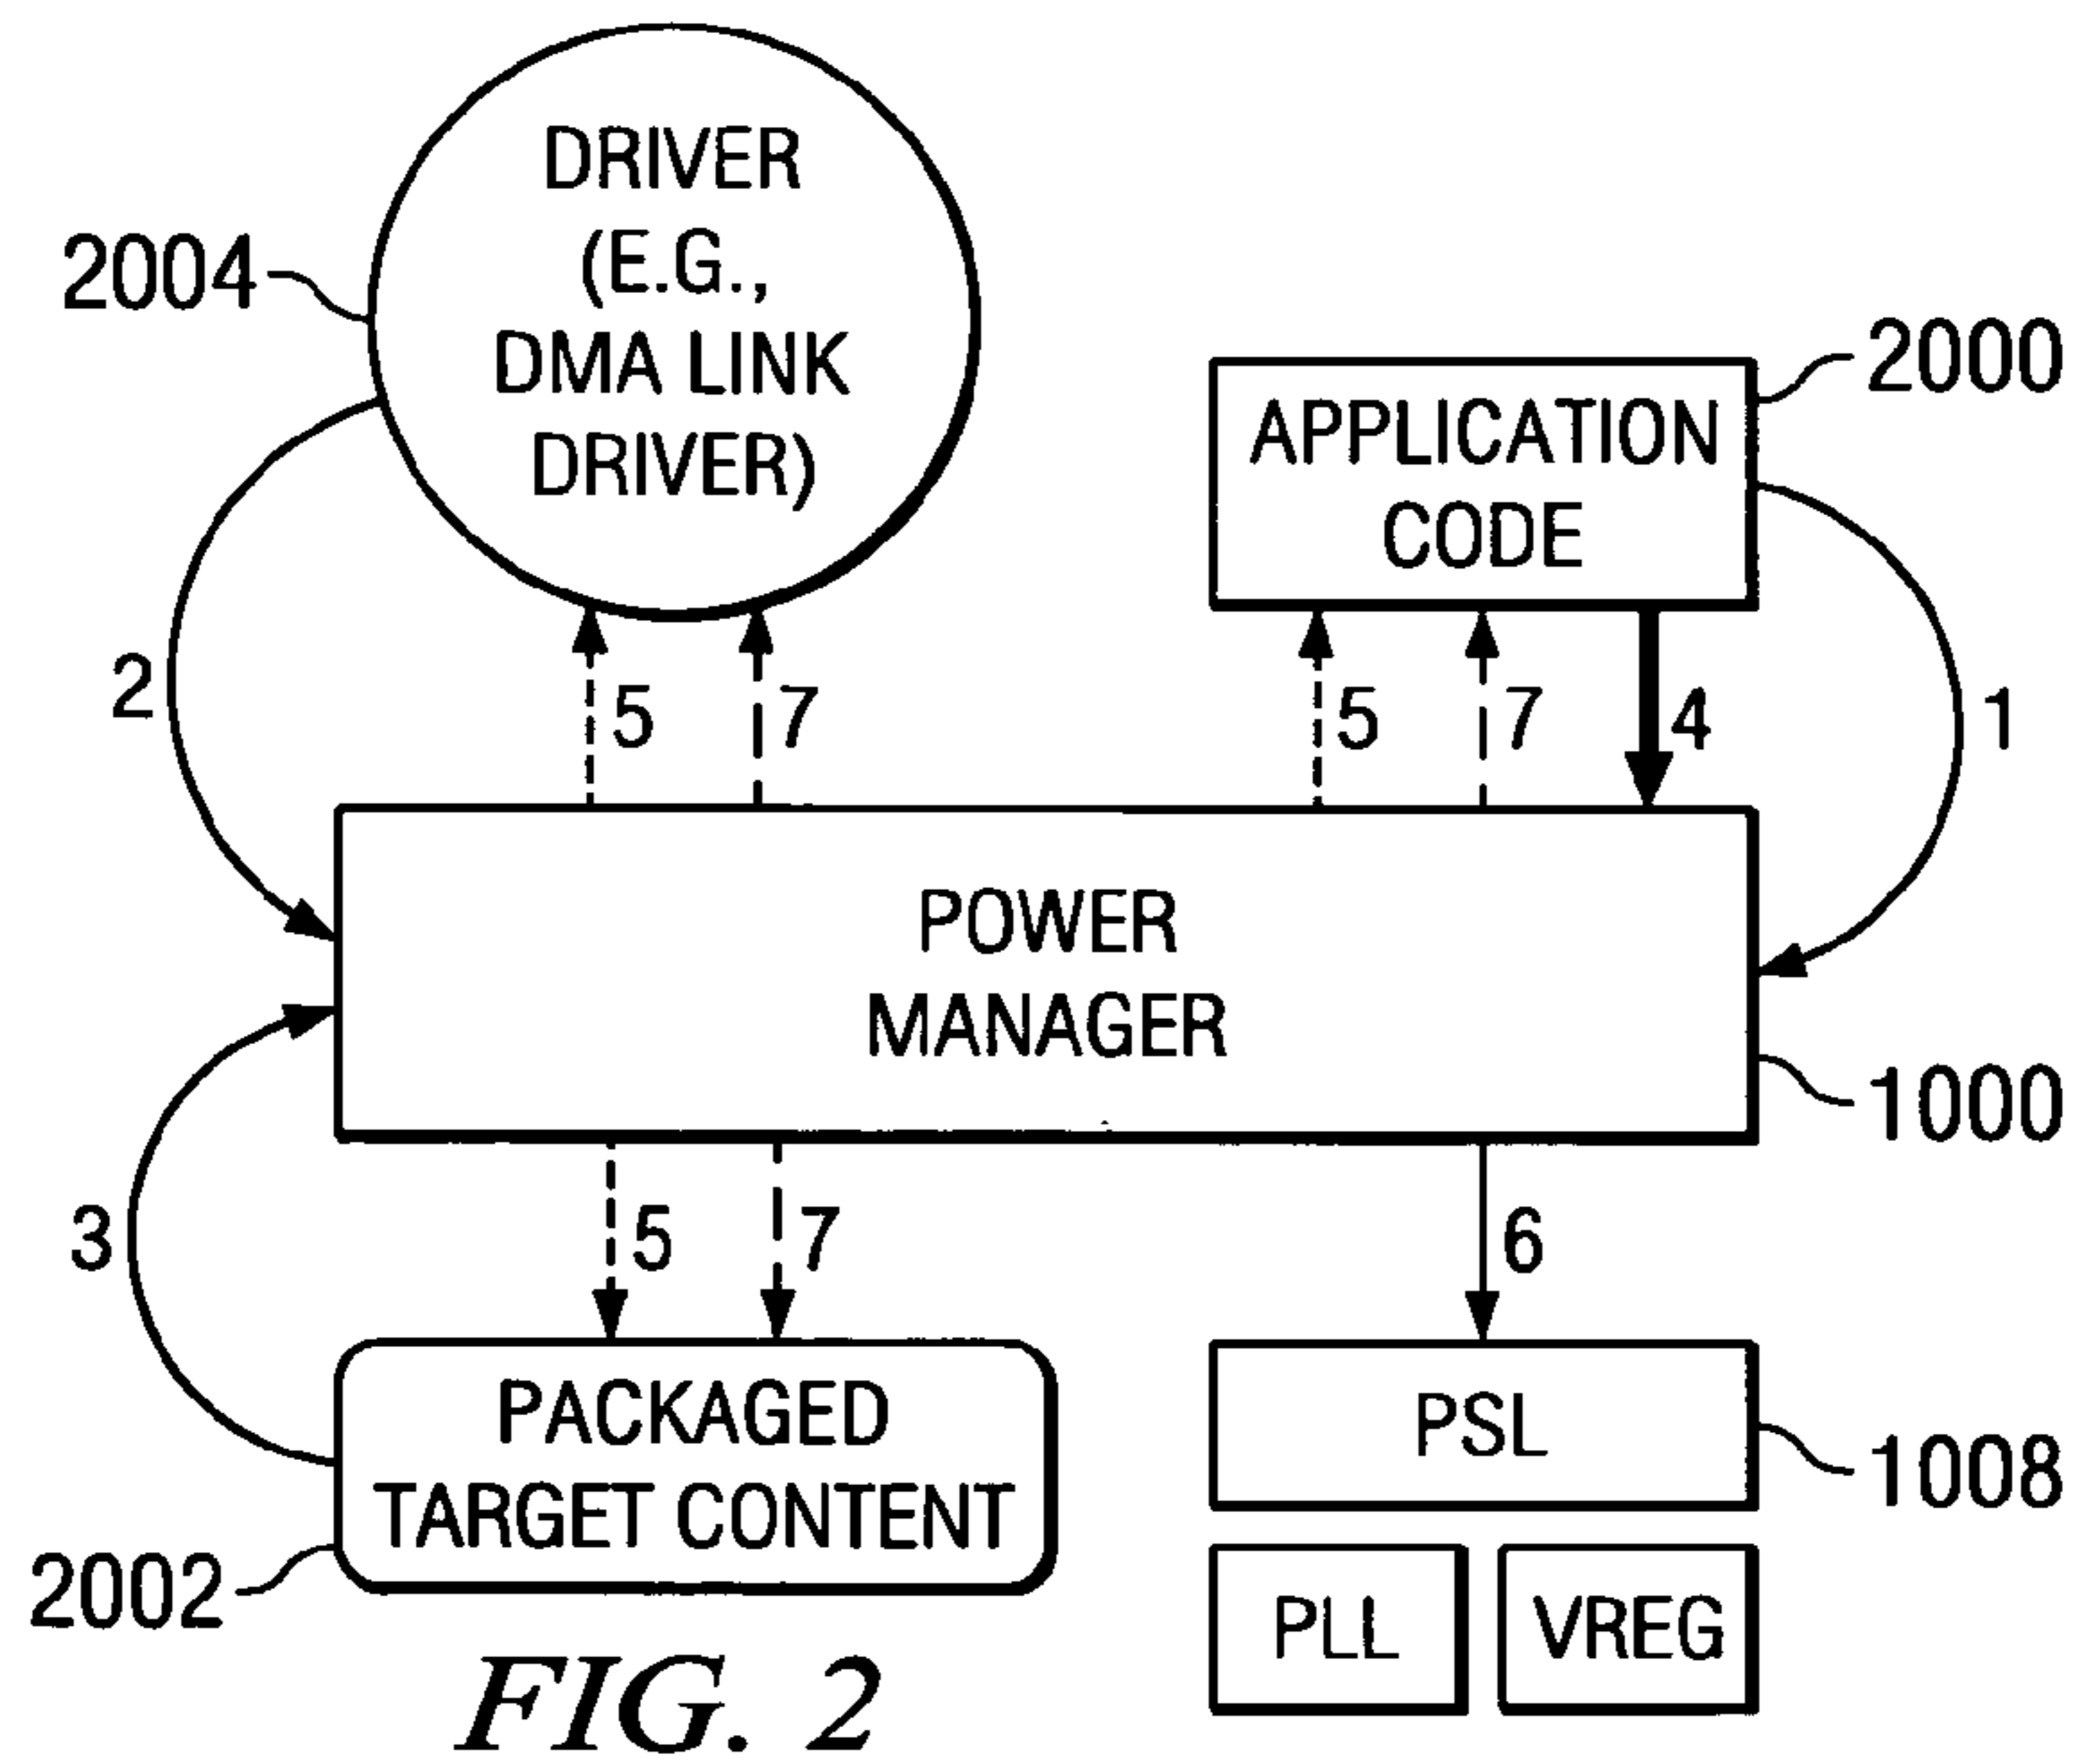 DRIVER
(E.G.,
DMA LINK
DRIVER)
2004
2000
APPLICATION
CODE
2
5
7
5
7
4
1
POWER
MANAGER
1000
3
5
7
6
PACKAGED
TARGET CONTENT
2002
PSL
1008
PLL
VREG
FIG. 2